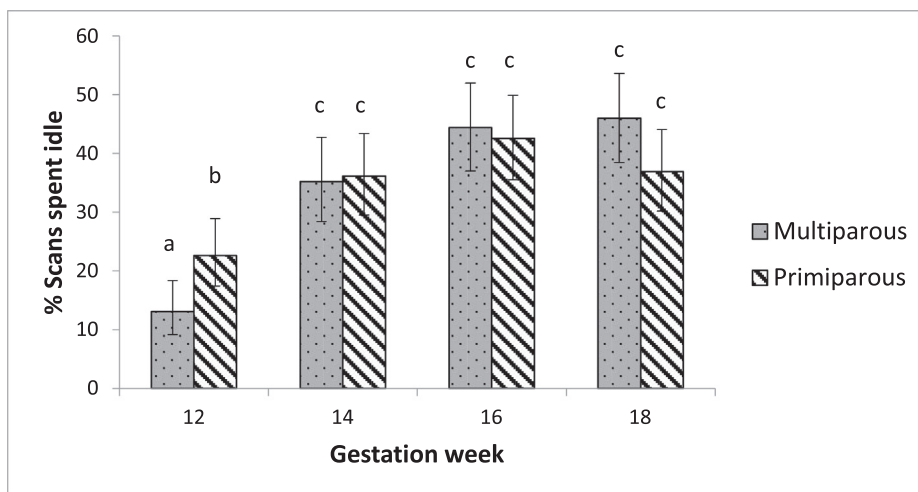 % Scans spent idle
60
50
40
30
20
10
0
a
b
c
c
c
c
c
c
12
14
16
18
Gestation week
Multiparous
Primiparous